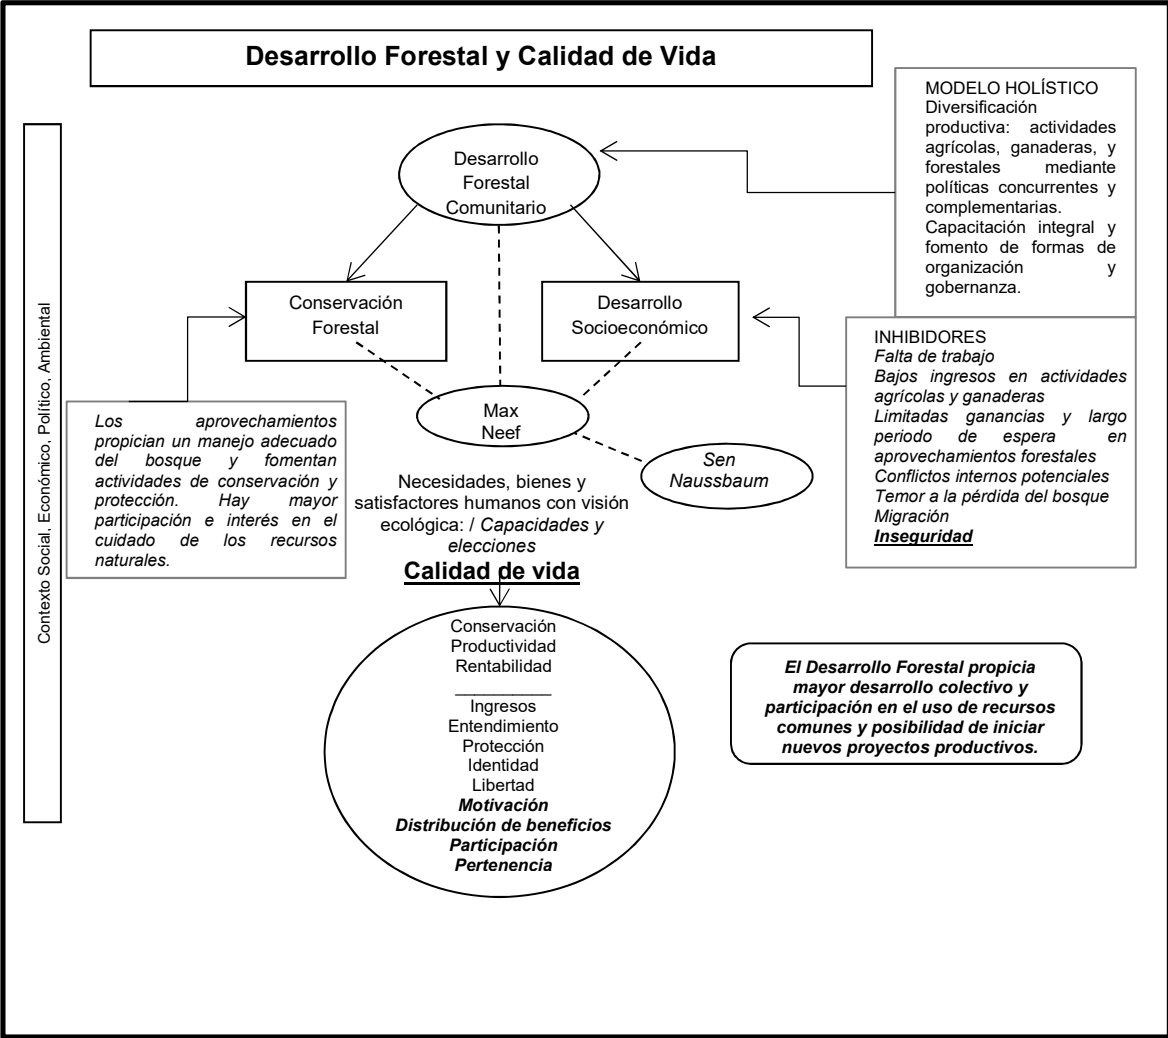 Desarrollo Forestal y Calidad de Vida
Contexto Social, Económico, Político, Ambiental
MODELO HOLÍSTICO
Diversificación
productiva: actividades
agrícolas, ganaderas, y
forestales mediante
políticas concurrentes y
complementarias.
Capacitación integral y
fomento de formas de
organización y
gobernanza.
Desarrollo
Forestal
Comunitario
Conservación
Forestal
Desarrollo
Socioeconómico
INHIBIDORES
Falta de trabajo
Bajos ingresos en actividades
agrícolas y ganaderas
Limitadas ganancias y largo
periodo de espera en
aprovechamientos forestales
Conflictos internos potenciales
Temor a la pérdida del bosque
Migración
Inseguridad
Los aprovechamientos
propician un manejo adecuado
del bosque y fomentan
actividades de conservación y
protección. Hay mayor
participación e interés en el
cuidado de los recursos
naturales.
Max
Neef
Sen
Naussbaum
Necesidades, bienes y
satisfactores humanos con visión
ecológica: / Capacidades y
elecciones
Calidad de vida
Conservación
Productividad
Rentabilidad
___________
Ingresos
Entendimiento
Protección
Identidad
Libertad
Motivación
Distribución de beneficios
Participación
Pertenencia
El Desarrollo Forestal propicia
mayor desarrollo colectivo y
participación en el uso de recursos
comunes y posibilidad de iniciar
nuevos proyectos productivos.